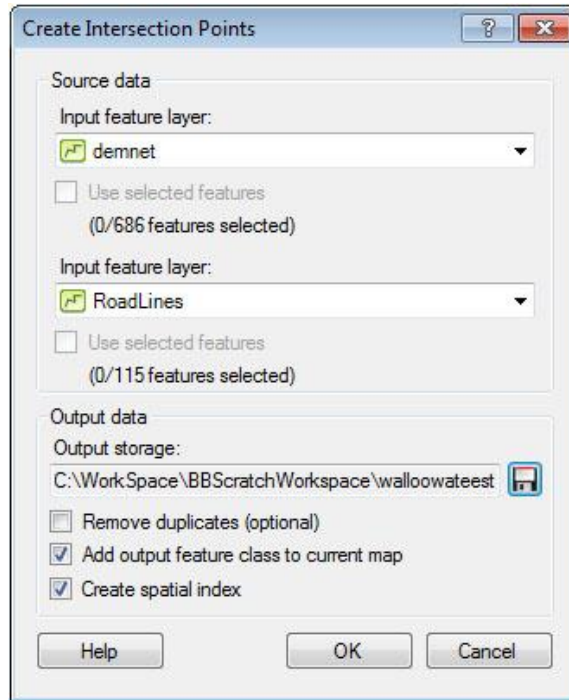 Create Intersection Points
Source data
Input feature layer:
demnet
Use selected features
(0/686 features selected)
Input feature layer:
RoadLines
Use selected features
(0/115 features selected)
Output data
Output storage:
C:\WorkSpace\BBScratchWorkspace\walloowateest
Remove duplicates (optional)
Add output feature class to current map
Create spatial index
Help OK Cancel